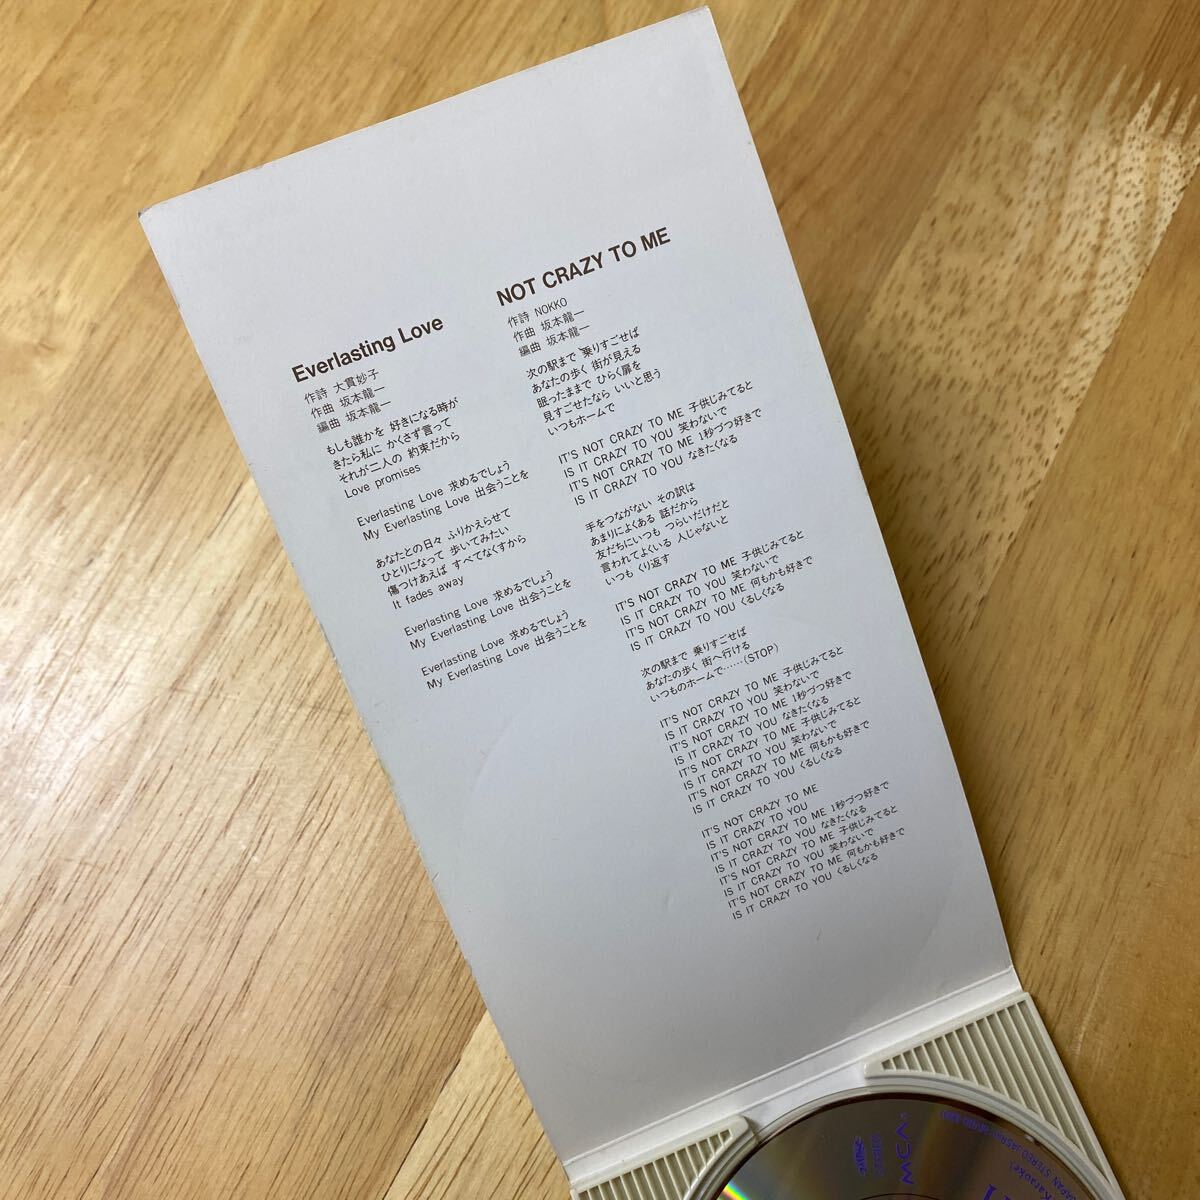 Everlasting Love
作詩 大貫妙子
作曲 坂本龍一
編曲 坂本龍一
もしも誰かを 好きになる時が
きたら私に かくさず言って
それが二人の 約束だから
Love promises
Everlasting Love 求めるでしょう
My Everlasting Love 出会うことを
あなたとの日々 ふりかえらせて
ひとりになって 歩いてみたい
傷つけあえば すべてなくすから
It fades away
Everlasting Love 求めるでしょう
My Everlasting Love 出会うことを
Everlasting Love 求めるでしょう
My Everlasting Love 出会うことを
NOT CRAZY TO ME
作詩 NOKKO
作曲 坂本龍一
編曲 坂本龍一
次の駅まで 乗りすごせば
あなたの歩く 街が見える
眠ったままで ひらく扉を
見すごせたなら いいと思う
いつもホームで
IT'S NOT CRAZY TO ME 子供じみてると
IS IT CRAZY TO YOU 笑わないで
IT'S NOT CRAZY TO ME 1秒づつ好きで
IS IT CRAZY TO YOU なきたくなる
手をつながない その訳は
あまりによくある 話だから
友だちにいつも つらいだけだと
言われてよくいる 人じゃないと
いつも くり返す
IT'S NOT CRAZY TO ME 子供じみてると
IS IT CRAZY TO YOU 笑わないで
IT'S NOT CRAZY TO ME 何もかも好きで
IS IT CRAZY TO YOU くるしくなる
次の駅まで 乗りすごせば
あなたの歩く 街へ行ける
いつものホームで……(STOP)
IT'S NOT CRAZY TO ME 子供じみてると
IS IT CRAZY TO YOU 笑わないで
IT'S NOT CRAZY TO ME 1秒づつ好きで
IS IT CRAZY TO YOU なきたくなる
IT'S NOT CRAZY TO ME 子供じみてると
IS IT CRAZY TO YOU 笑わないで
IT'S NOT CRAZY TO ME 何もかも好きで
IS IT CRAZY TO YOU くるしくなる
IT'S NOT CRAZY TO ME
IS IT CRAZY TO YOU
IT'S NOT CRAZY TO ME 1秒づつ好きで
IS IT CRAZY TO YOU なきたくなる
IT'S NOT CRAZY TO ME 子供じみてると
IS IT CRAZY TO YOU 笑わないで
IT'S NOT CRAZY TO ME 何もかも好きで
IS IT CRAZY TO YOU くるしくなる
MCA
STEREO JASRAC